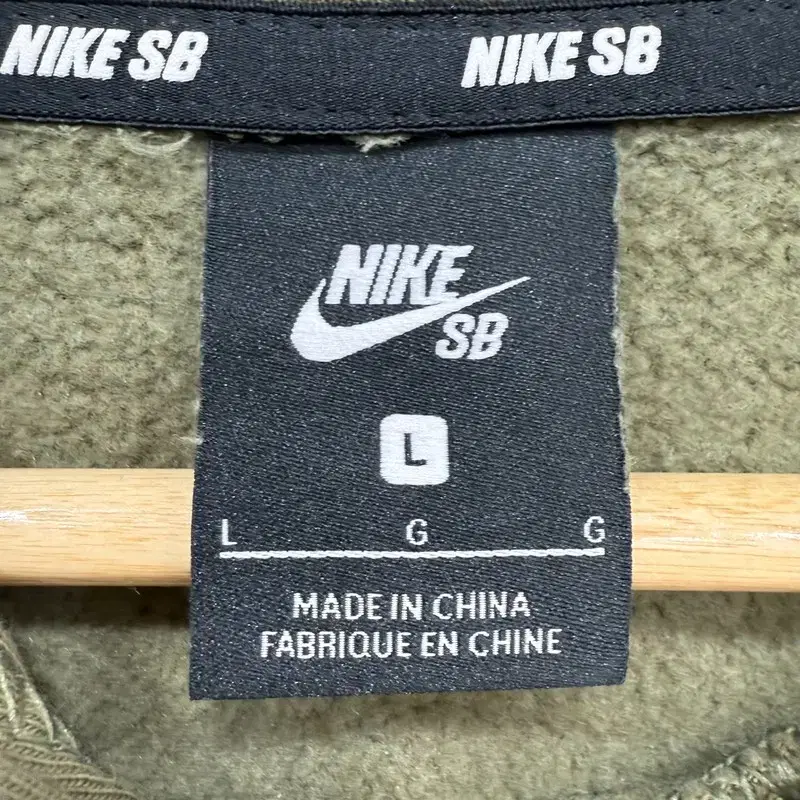 NIKE SB NIKE SB
NIKE
SB
L
L G G
MADE IN CHINA
FABRIQUE EN CHINE